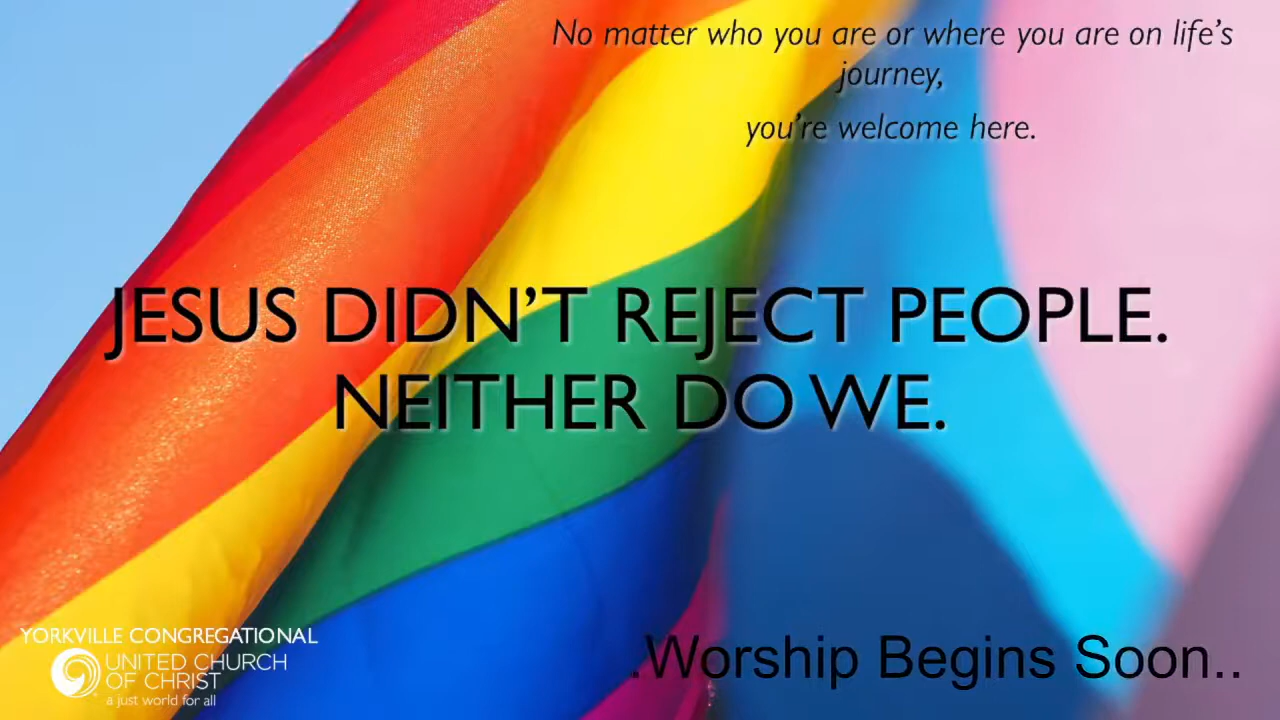 No matter who you are or where you are on life’s
journey,
you’re welcome here.
JESUS DIDN’T REJECT PEOPLE.
NEITHER DO WE.
YORKVILLE CONGREGATIONAL
UNITED CHURCH
OF CHRIST
a just world for all
.Worship Begins Soon..